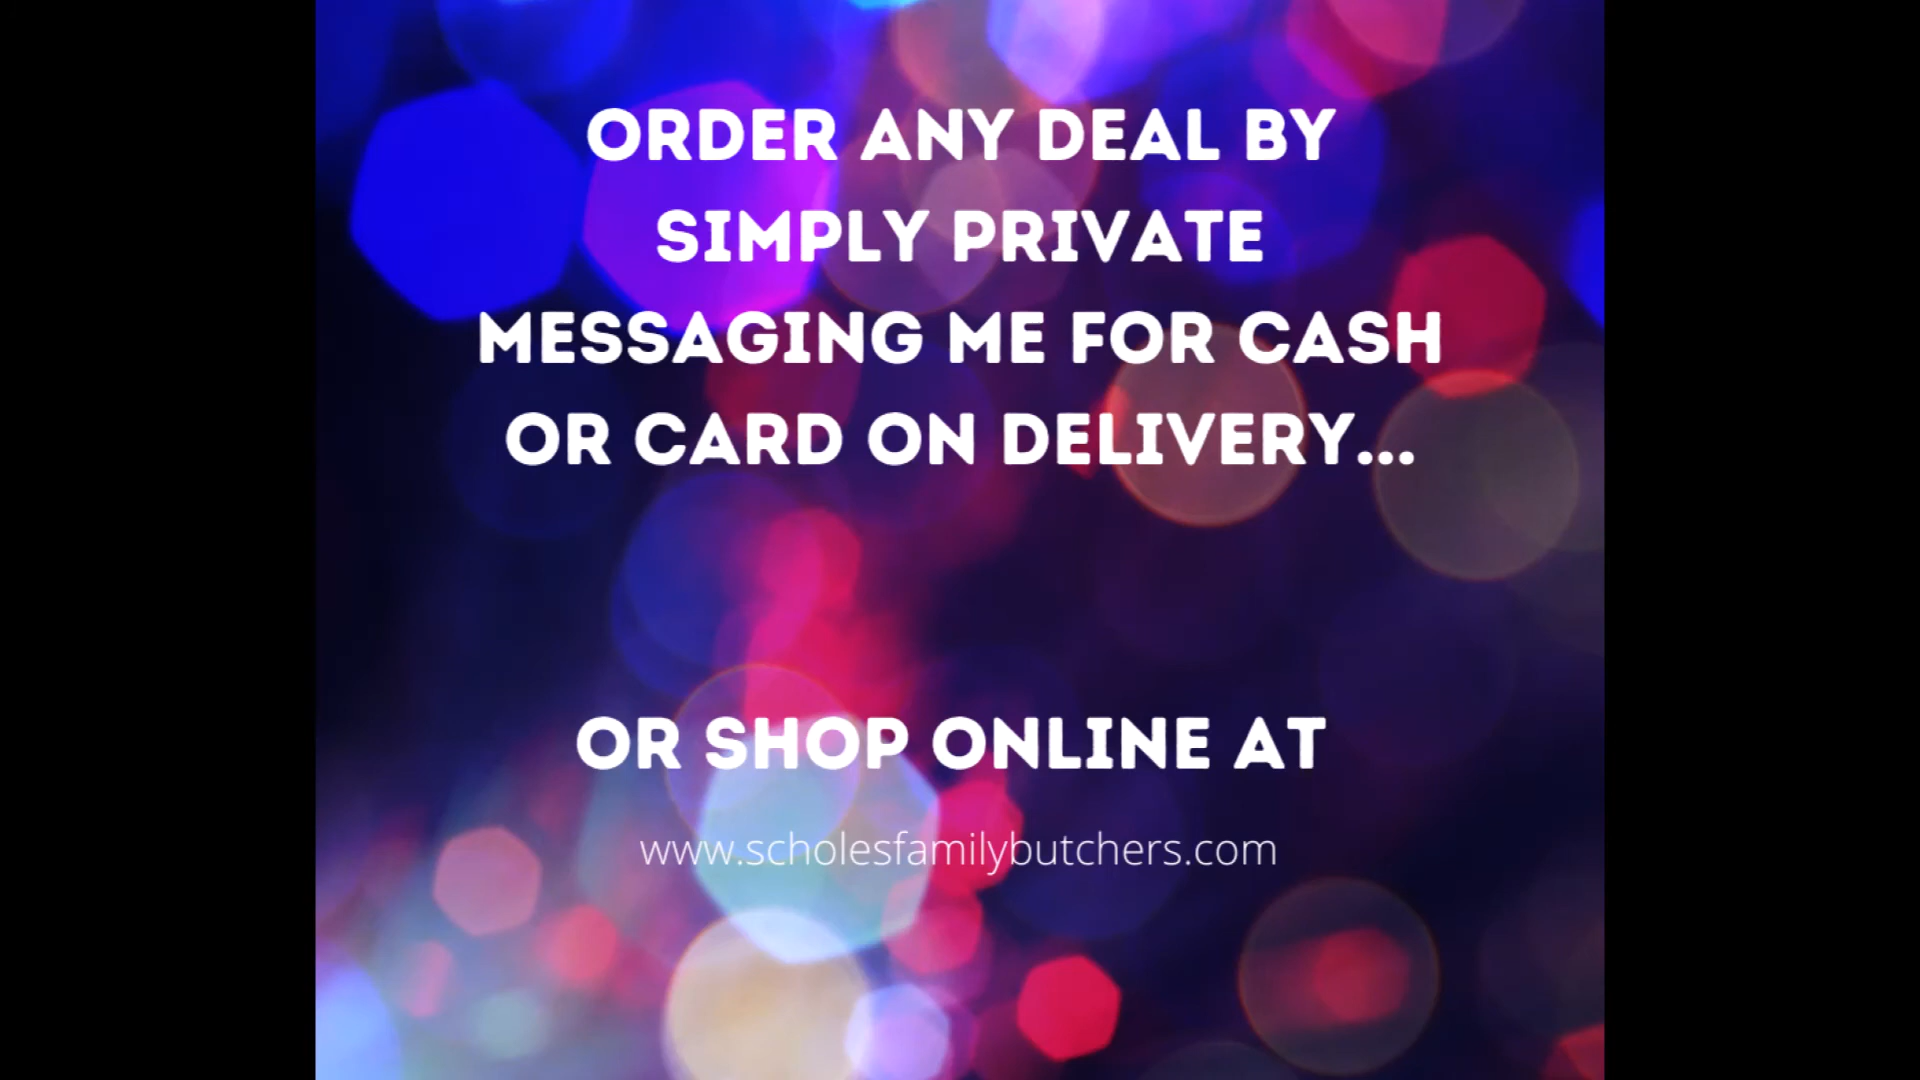 ORDER ANY DEAL BY
SIMPLY PRIVATE
MESSAGING ME FOR CASH
OR CARD ON DELIVERY...
OR SHOP ONLINE AT
www.scholesfamilybutchers.com